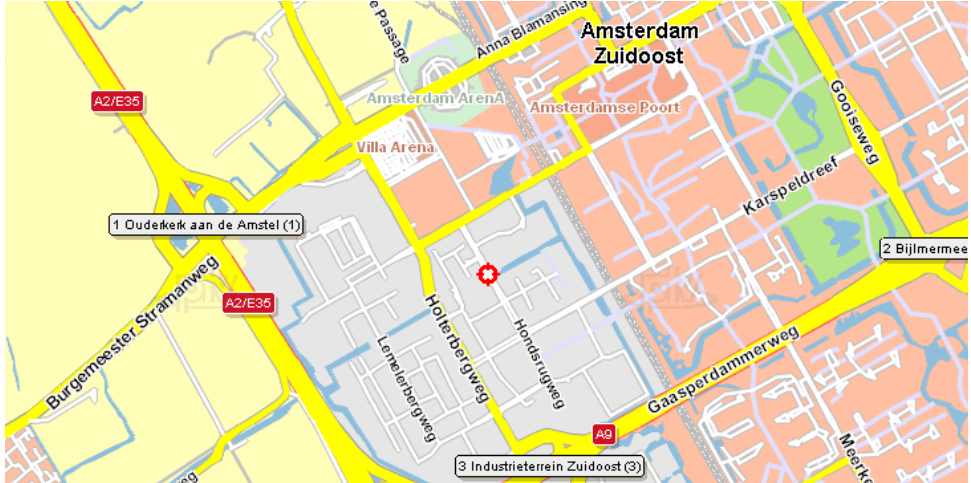 e Passage
Anna Blamansing
Amsterdam
Zuidoost
A2/E35
Amsterdam ArenA
Amsterdamse Poort
Gooiseweg
Villa Arena
Karspeldreef
1 Ouderkerk aan de Amstel (1)
2 Bijlmermee
A2/E35
Burgemeester Stramanweg
Holterbergweg
Hondsrugweg
Lemelerbergweg
Gaasperdammerweg
A9
Meerke
3 Industrieterrein Zuidoost (3)